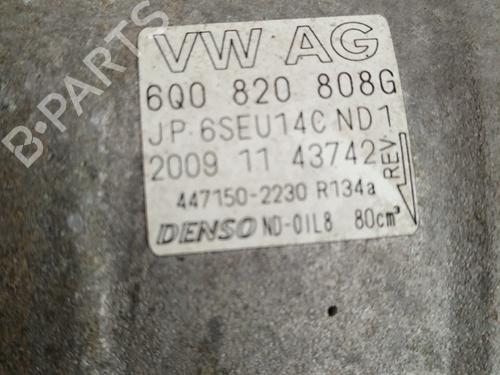 VW AG
6Q0 820 808G
JP 6SEU14C ND1
2009 11 43742
REV
447150-2230 R134a
DENSO ND-OIL8 80cm³
B-PARTS